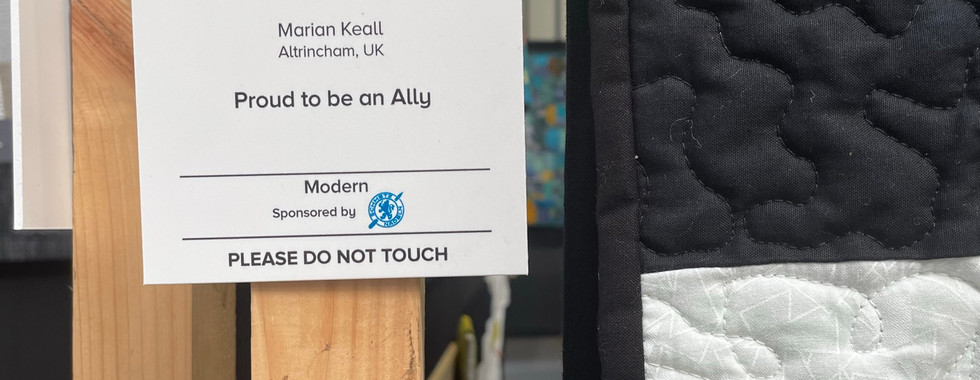 Marian Keall
Altrincham, UK
Proud to be an Ally
Modern
Sponsored by
PLEASE DO NOT TOUCH